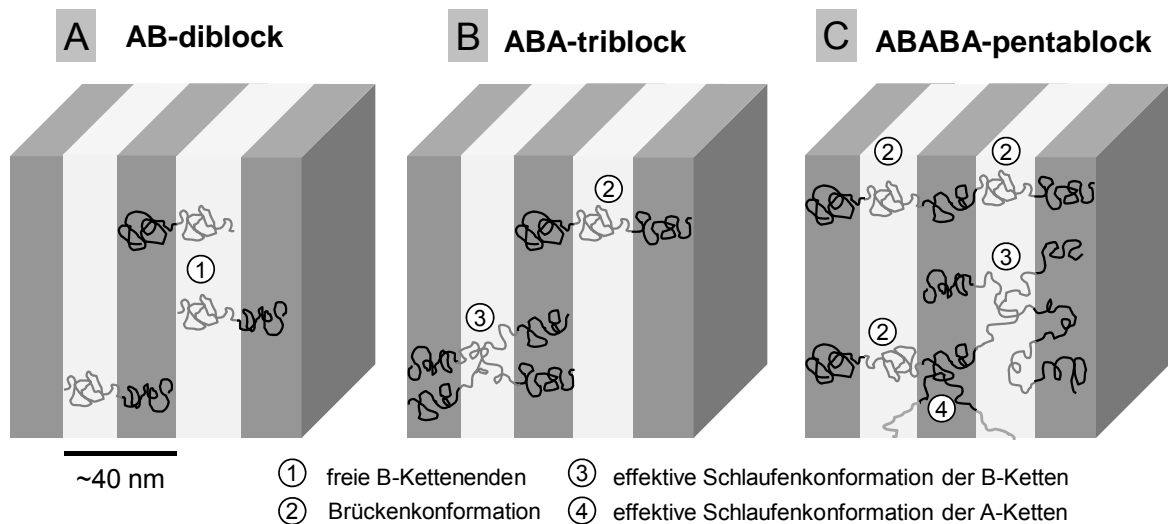 A AB-diblock
B ABA-triblock
C ABABA-pentablock
2
2
2
1
3
3
2
4
~40 nm
1 freie B-Kettenenden
2 Brückenkonformation
3 effektive Schlaufenkonformation der B-Ketten
4 effektive Schlaufenkonformation der A-Ketten